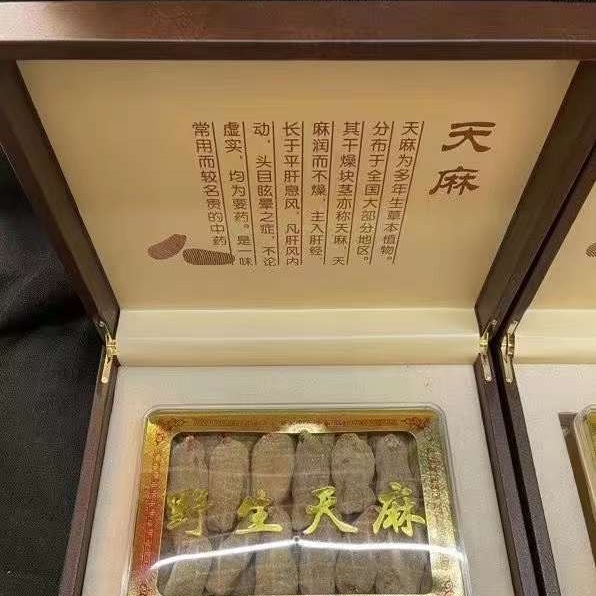 天麻
天麻为多年生草本植物。
分布于全国大部分地区。
其干燥块茎亦称天麻，天
麻润而不燥，主入肝经
长于平肝息风，凡肝风内
动，头目眩晕之症，不论
虚实，均为要药。是一味
常用而较名贵的中药
野生天麻